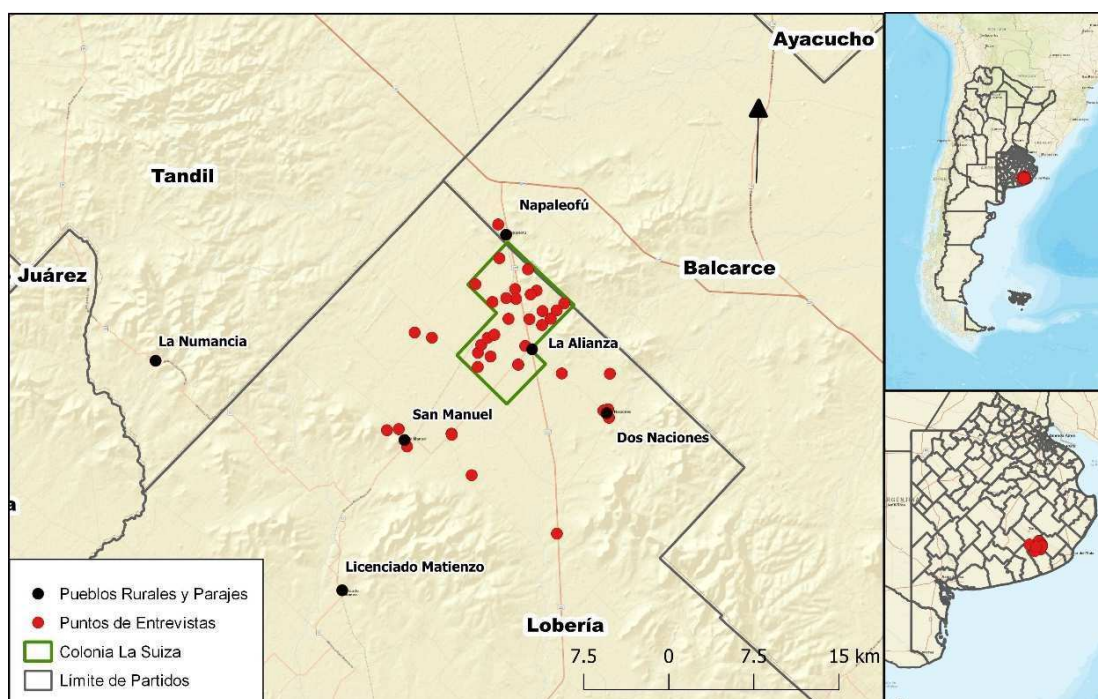 Ayacucho
Tandil
Napaleofú
Juárez
Balcarce
La Numancia
La Alianza
San Manuel
Dos Naciones
Licenciado Matienzo
Lobería
7.5 0 7.5 15 km
Pueblos Rurales y Parajes
Puntos de Entrevistas
Colonia La Suiza
Límite de Partidos